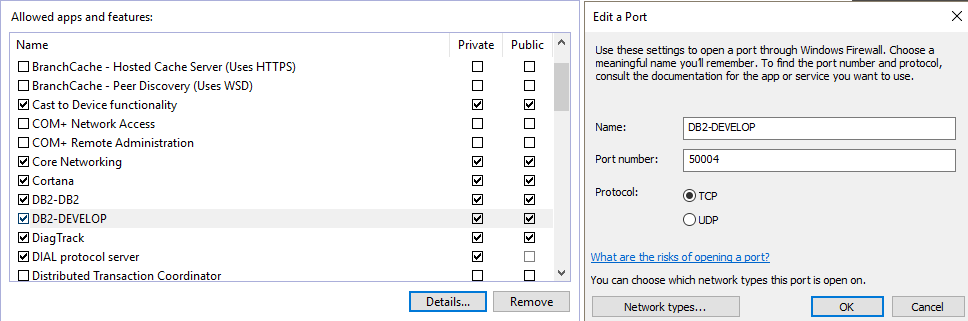 Allowed apps and features:
Name Private Public
BranchCache - Hosted Cache Server (Uses HTTPS)
BranchCache - Peer Discovery (Uses WSD)
Cast to Device functionality
COM+ Network Access
COM+ Remote Administration
Core Networking
Cortana
DB2-DB2
DB2-DEVELOP
DiagTrack
DIAL protocol server
Distributed Transaction Coordinator
Details... Remove
Edit a Port
Use these settings to open a port through Windows Firewall. Choose a
meaningful name you'll remember. To find the port number and protocol,
consult the documentation for the app or service you want to use.
Name: DB2-DEVELOP
Port number: 50004
Protocol: TCP
UDP
What are the risks of opening a port?
You can choose which network types this port is open on.
Network types... OK Cancel